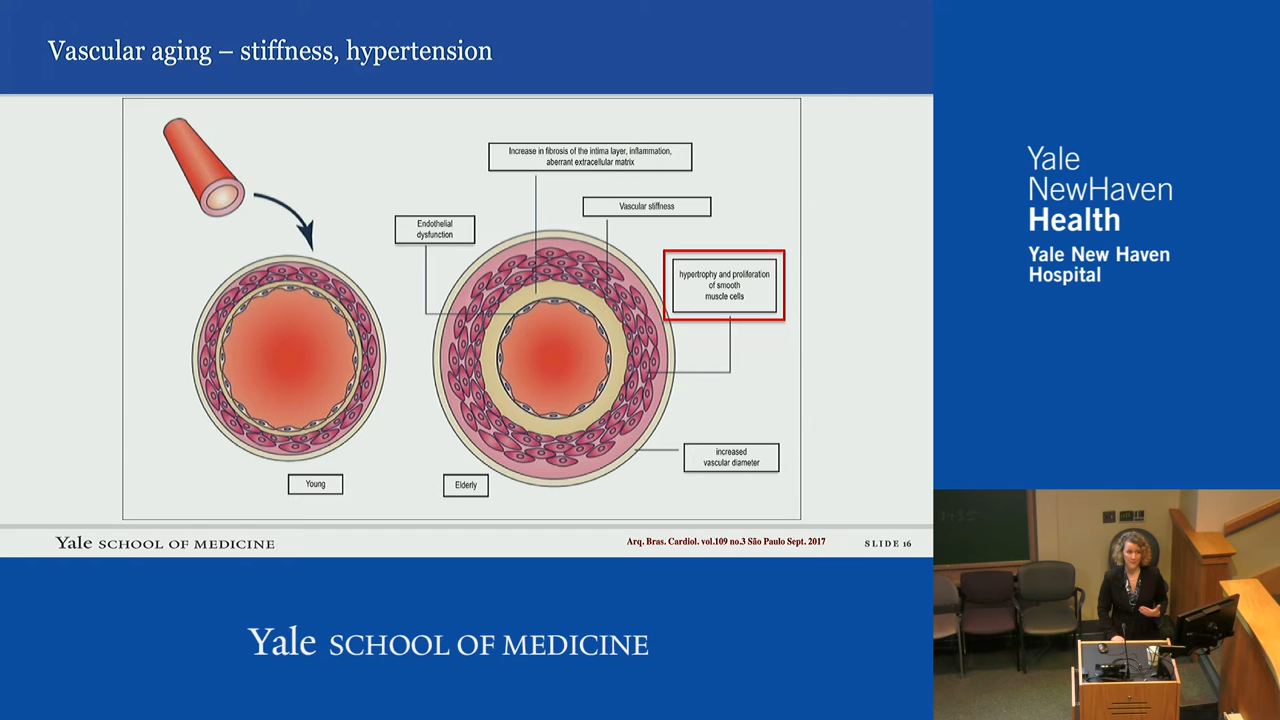 Vascular aging – stiffness, hypertension
Increase in fibrosis of the intima layer, inflammation,
aberrant extracellular matrix
Vascular stiffness
Endothelial
dysfunction
hypertrophy and proliferation
of smooth
muscle cells
increased
vascular diameter
Young
Elderly
Yale SCHOOL OF MEDICINE
Arq. Bras. Cardiol. vol.109 no.3 São Paulo Sept. 2017
SLIDE 16
Yale
NewHaven
Health
Yale New Haven
Hospital
Yale SCHOOL OF MEDICINE